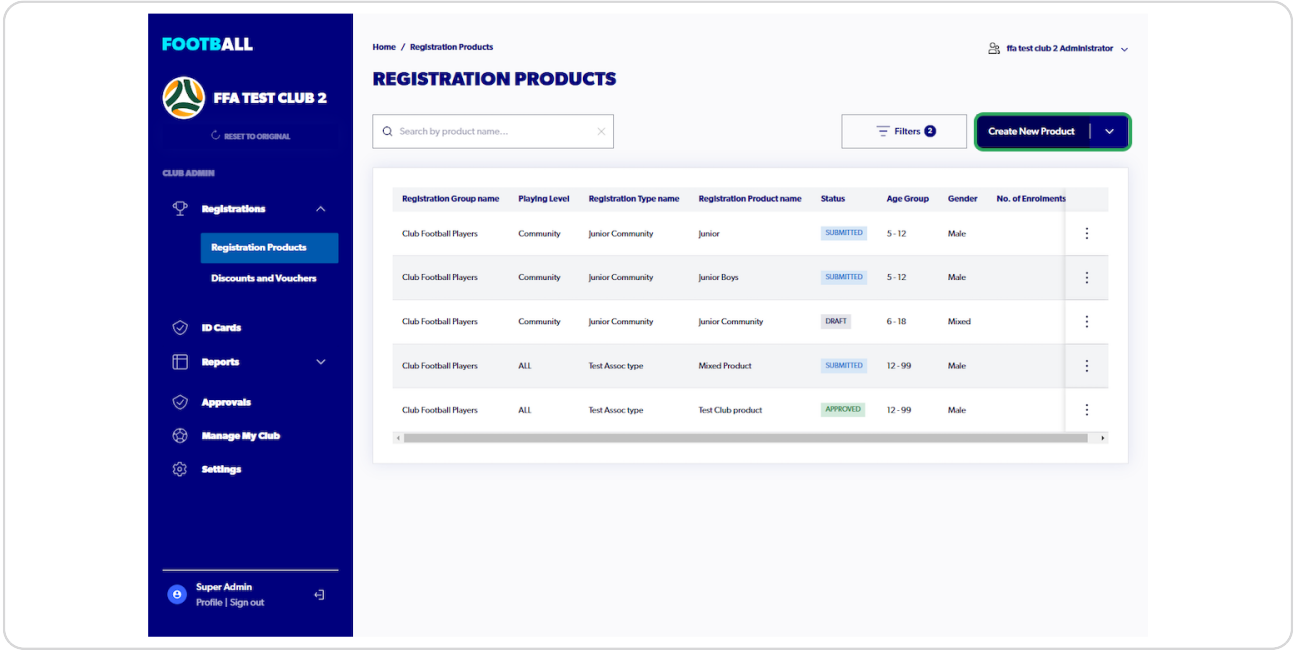 FOOTBALL
FFA TEST CLUB 2
RESET TO ORIGINAL
CLUB ADMIN
Registrations
Registration Products
Discounts and Vouchers
ID Cards
Reports
Approvals
Manage My Club
Settings
Super Admin
Profile | Sign out
Home / Registration Products
ffa test club 2 Administrator
REGISTRATION PRODUCTS
Search by product name...
Filters 2
Create New Product
Registration Group name Playing Level Registration Type name Registration Product name Status Age Group Gender No. of Enrolments
Club Football Players Community Junior Community Junior SUBMITTED 5 - 12 Male
Club Football Players Community Junior Community Junior Boys SUBMITTED 5 - 12 Male
Club Football Players Community Junior Community Junior Community DRAFT 6 - 18 Mixed
Club Football Players ALL Test Assoc type Mixed Product SUBMITTED 12 - 99 Male
Club Football Players ALL Test Assoc type Test Club product APPROVED 12 - 99 Male